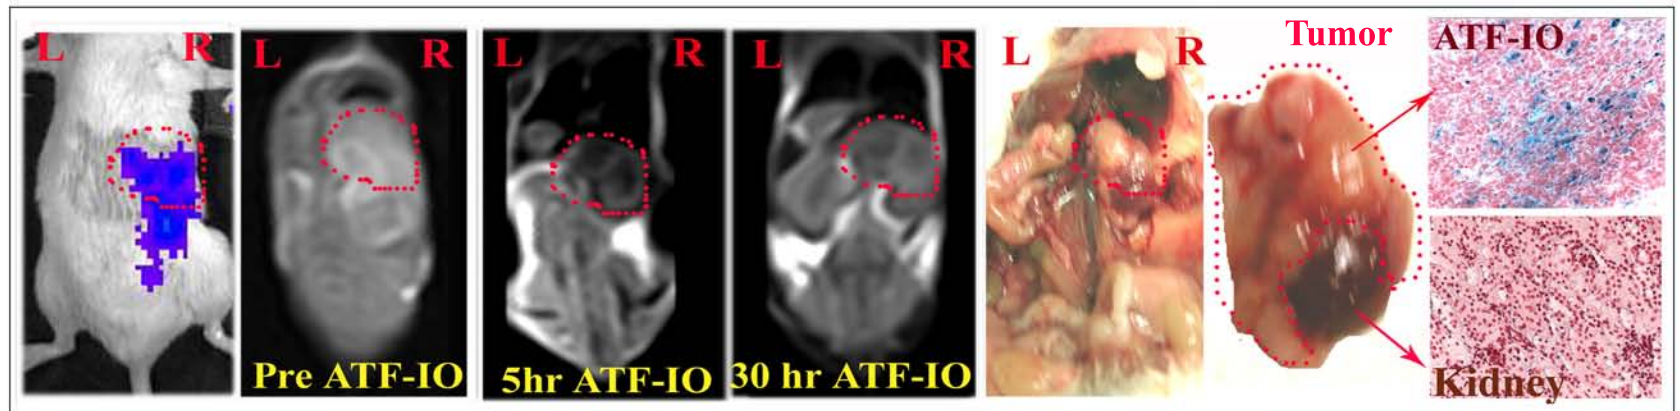 L R
Pre ATF-IO
L R
5hr ATF-IO
L R
30 hr ATF-IO
L R
L R
Tumor
ATF-IO
Kidney